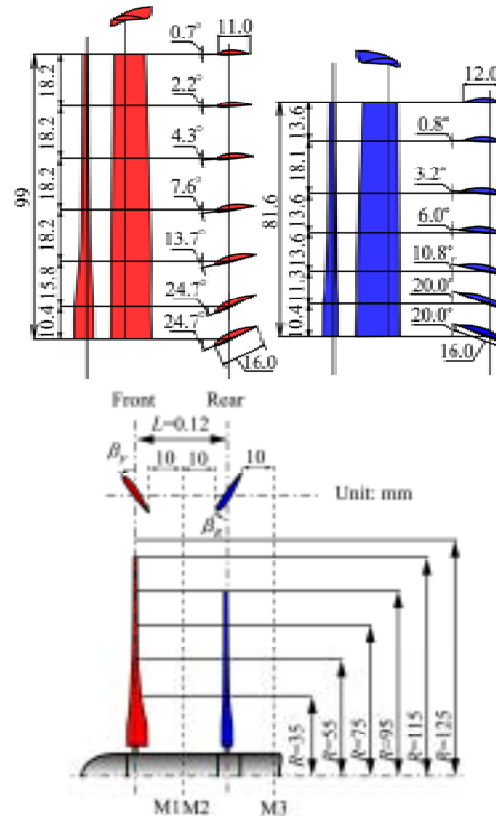 0.7°
11.0
2.2°
4.3°
7.6°
13.7°
24.7°
24.7°
16.0
99
18.2
18.2
18.2
18.2
15.8
10.4
12.0
0.8°
3.2°
6.0°
10.8°
20.0°
20.0°
16.0
81.6
13.6
18.1
13.6
13.6
11.3
10.4
Front Rear
L=0.12
β_F 10 10 10
Unit: mm
β_R
R=35
R=55
R=75
R=95
R=115
R=125
M1 M2 M3